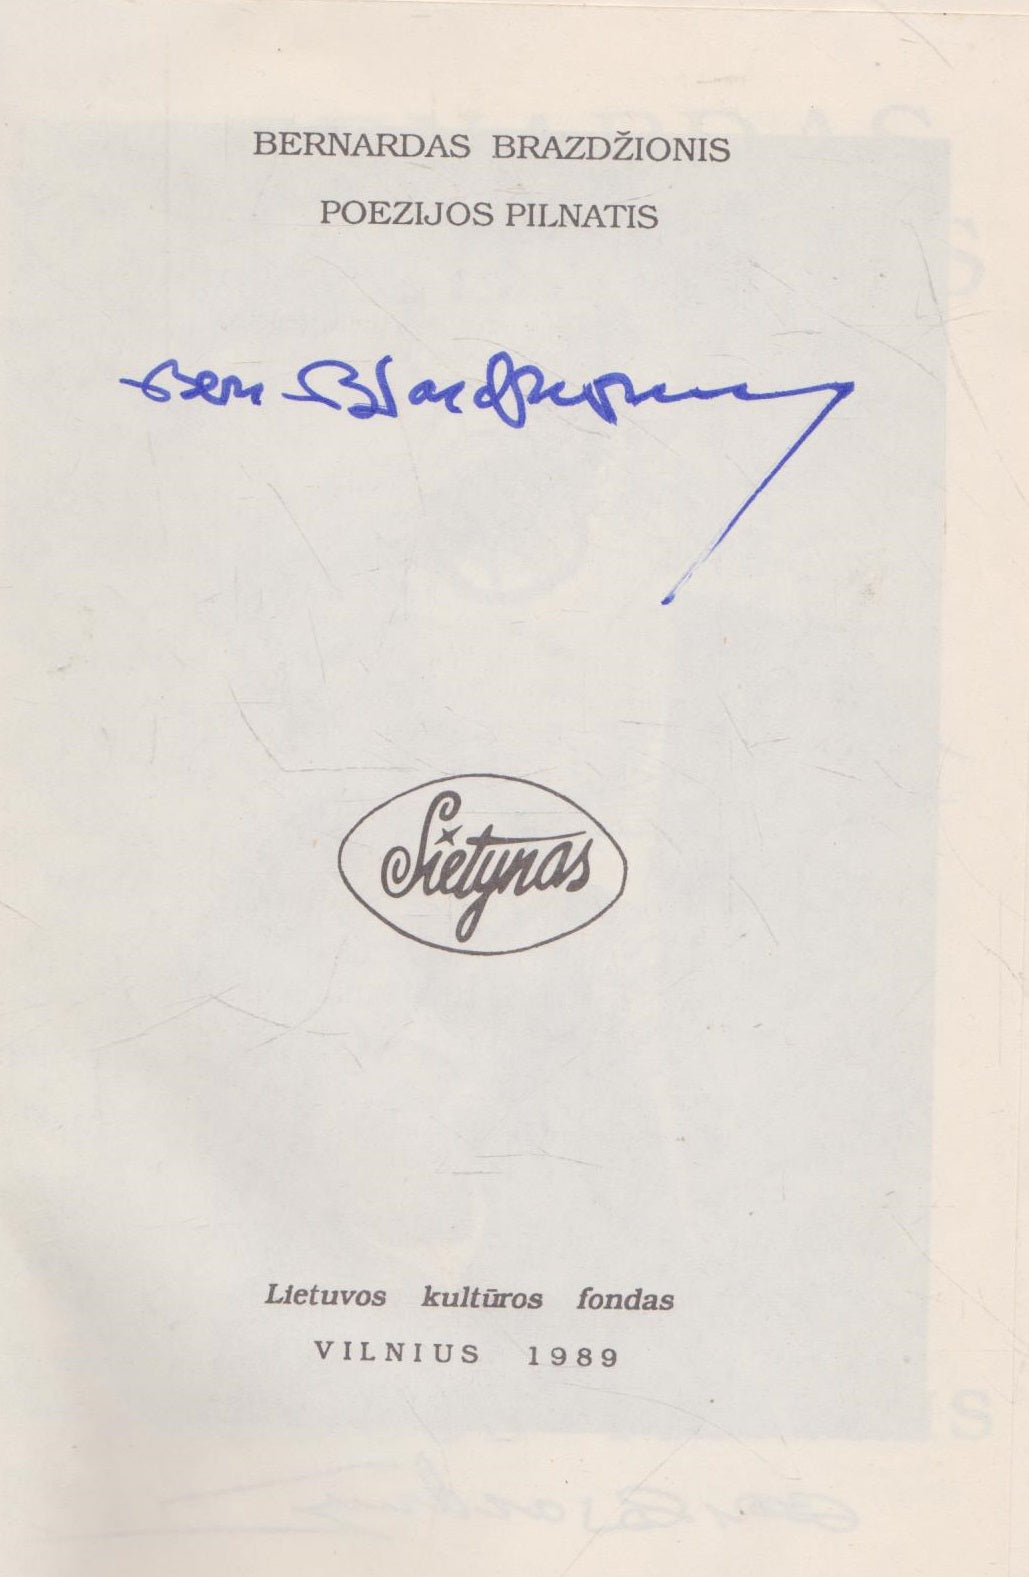 BERNARDAS BRAZDŽIONIS
POEZIJOS PILNATIS
Bern Brazdžionis
Sietynas
Lietuvos kultūros fondas
VILNIUS 1989